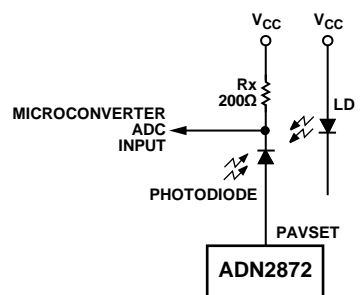 VCC VCC
Rx
200Ω
LD
MICROCONVERTER
ADC
INPUT
PHOTODIODE
PAVSET
ADN2872